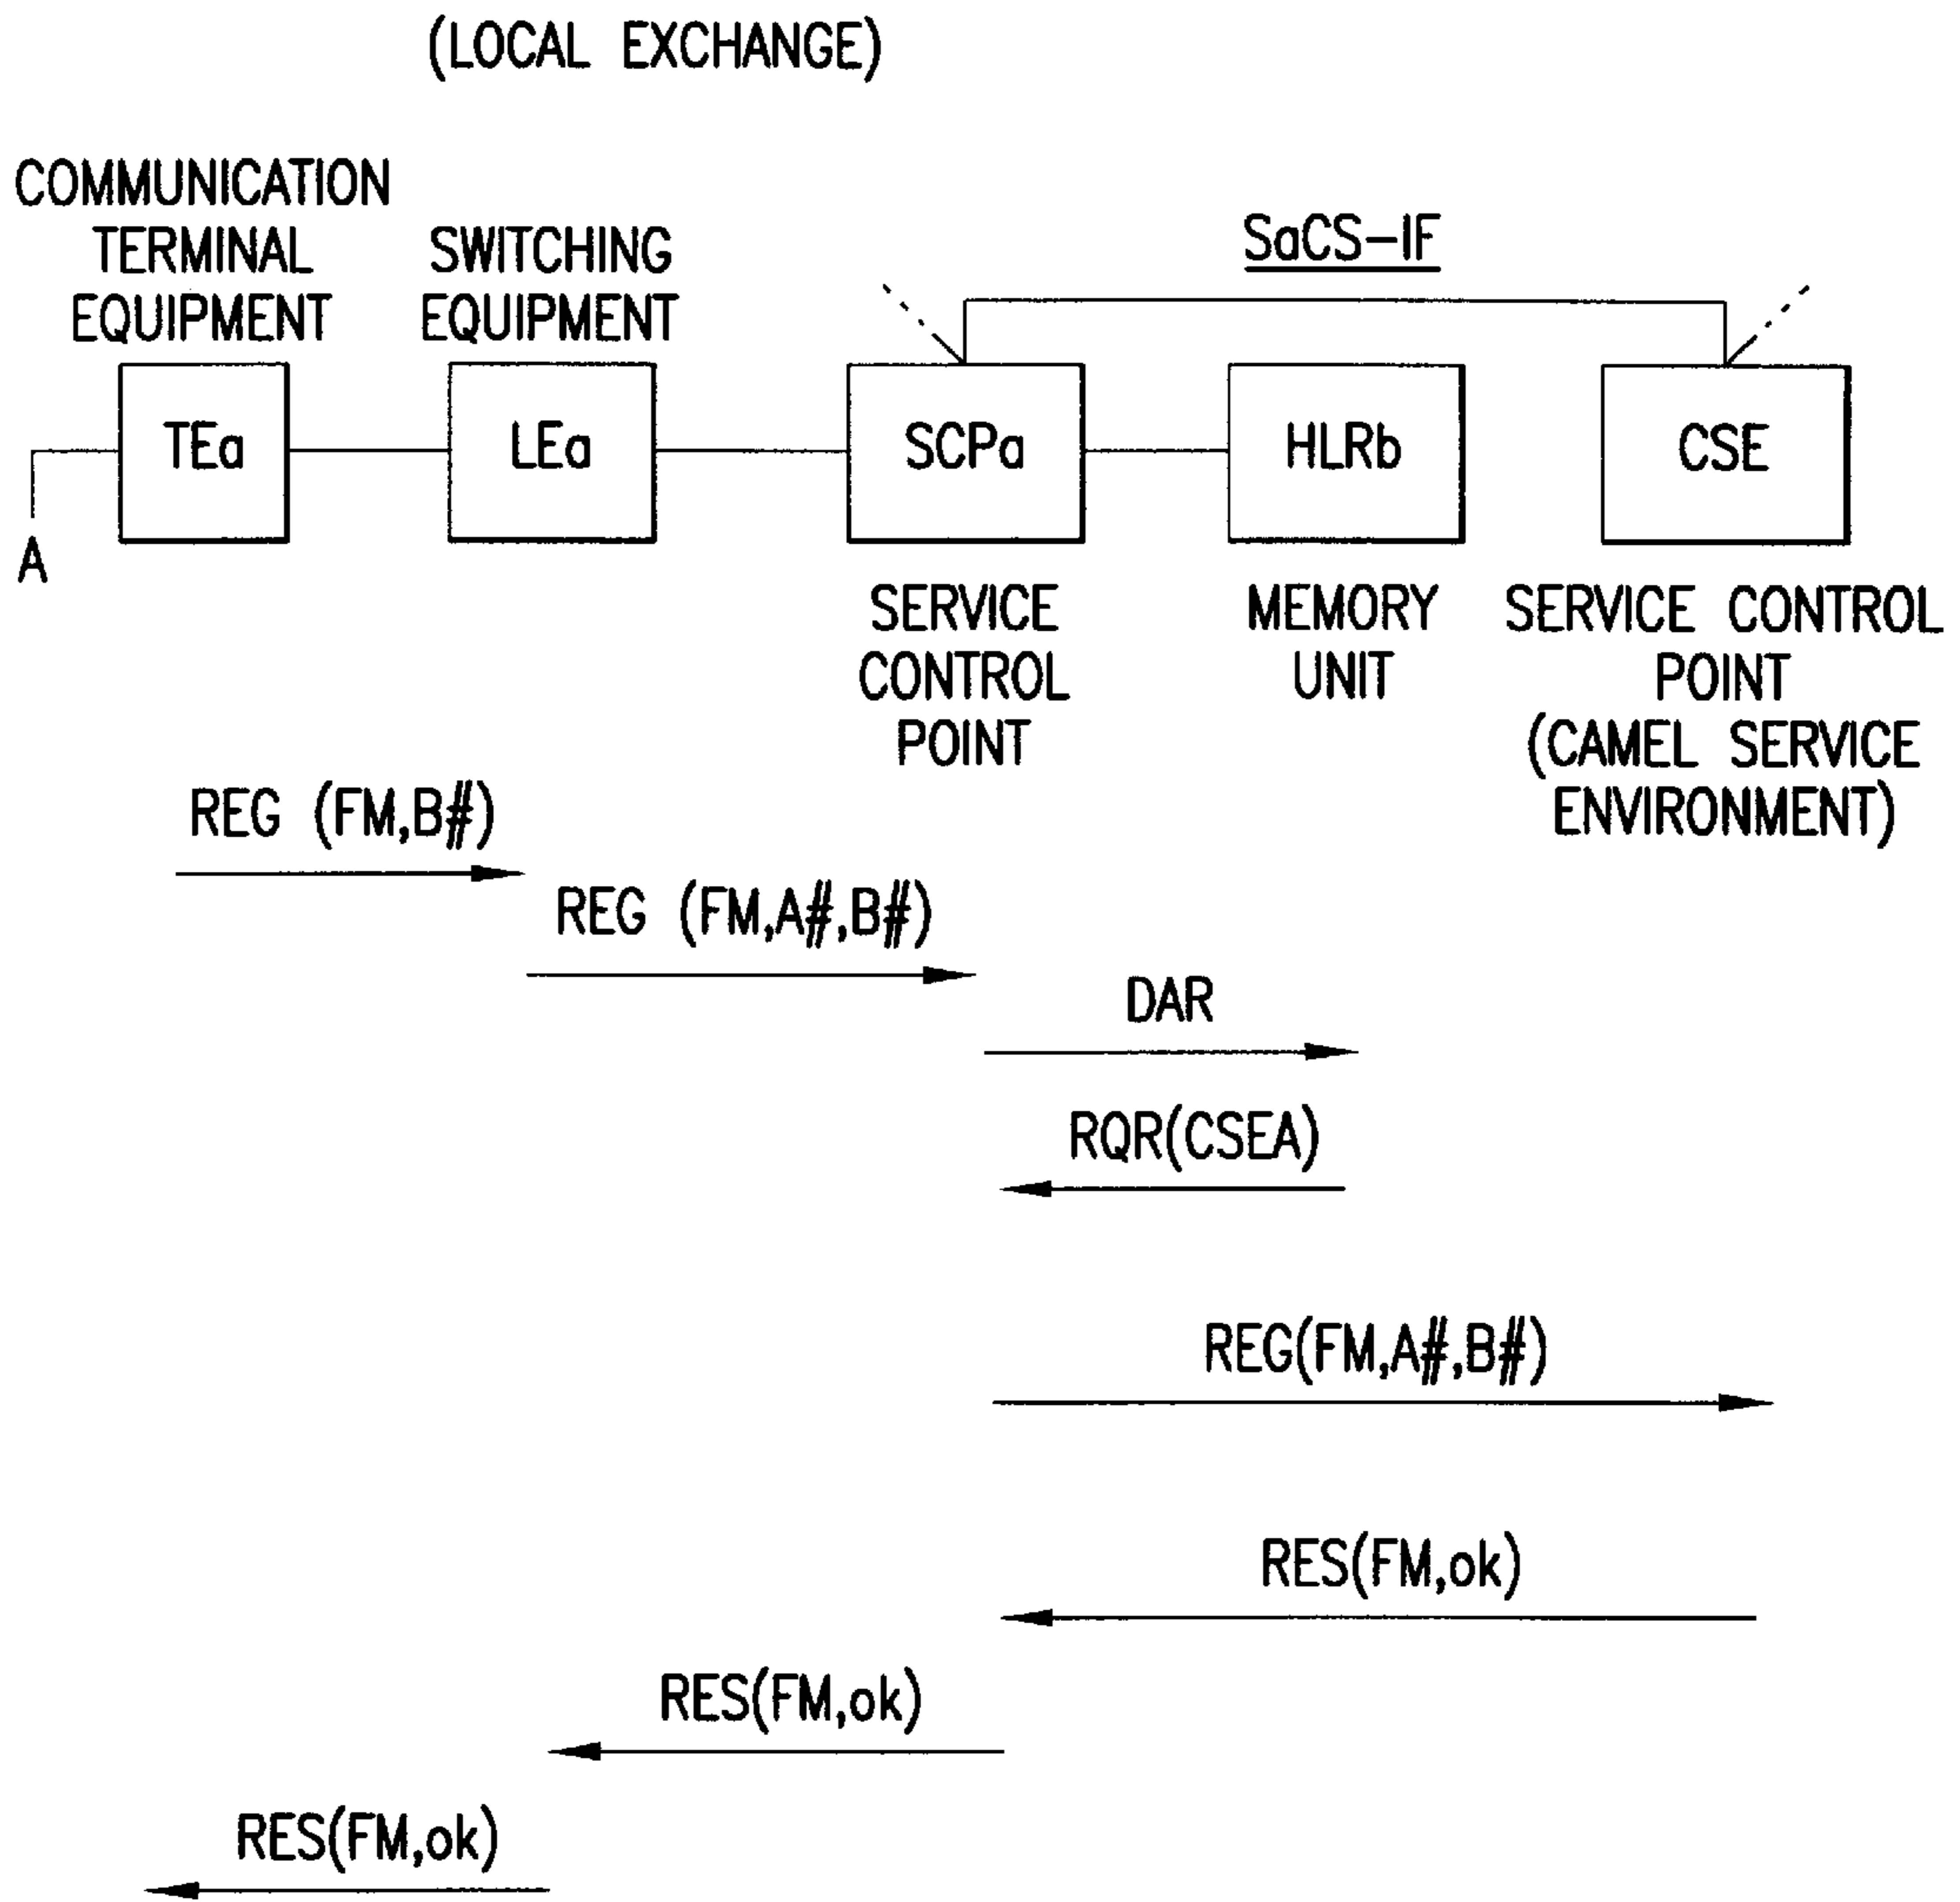 (LOCAL EXCHANGE)
COMMUNICATION
TERMINAL
EQUIPMENT
SWITCHING
EQUIPMENT
SaCS-IF
TEa
LEa
SCPa
HLRb
CSE
A
SERVICE
CONTROL
POINT
MEMORY
UNIT
SERVICE CONTROL
POINT
(CAMEL SERVICE
ENVIRONMENT)
REG (FM,B#)
REG (FM,A#,B#)
DAR
RQR(CSEA)
REG(FM,A#,B#)
RES(FM,ok)
RES(FM,ok)
RES(FM,ok)